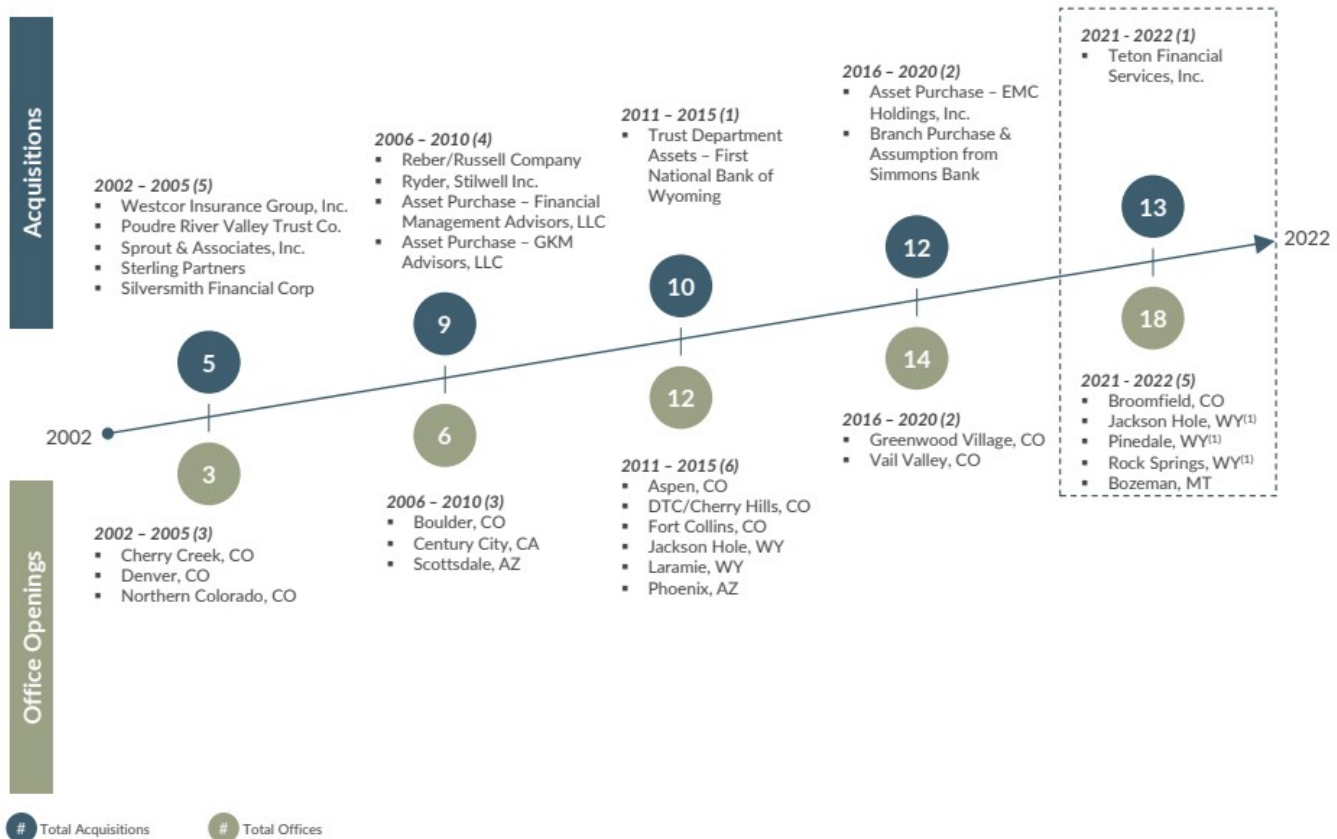 Acquisitions
2002 – 2005 (5)
▪ Westcor Insurance Group, Inc.
▪ Poudre River Valley Trust Co.
▪ Sprout & Associates, Inc.
▪ Sterling Partners
▪ Silversmith Financial Corp
2006 – 2010 (4)
▪ Reber/Russell Company
▪ Ryder, Stilwell Inc.
▪ Asset Purchase – Financial
Management Advisors, LLC
▪ Asset Purchase – GKM
Advisors, LLC
2011 – 2015 (1)
▪ Trust Department
Assets – First
National Bank of
Wyoming
2016 – 2020 (2)
▪ Asset Purchase – EMC
Holdings, Inc.
▪ Branch Purchase &
Assumption from
Simmons Bank
2021 - 2022 (1)
▪ Teton Financial
Services, Inc.
5
9
10
12
13
2002
2022
3
6
12
14
18
Office Openings
2002 – 2005 (3)
▪ Cherry Creek, CO
▪ Denver, CO
▪ Northern Colorado, CO
2006 – 2010 (3)
▪ Boulder, CO
▪ Century City, CA
▪ Scottsdale, AZ
2011 – 2015 (6)
▪ Aspen, CO
▪ DTC/Cherry Hills, CO
▪ Fort Collins, CO
▪ Jackson Hole, WY
▪ Laramie, WY
▪ Phoenix, AZ
2016 – 2020 (2)
▪ Greenwood Village, CO
▪ Vail Valley, CO
2021 - 2022 (5)
▪ Broomfield, CO
▪ Jackson Hole, WY(1)
▪ Pinedale, WY(1)
▪ Rock Springs, WY(1)
▪ Bozeman, MT
# Total Acquisitions
# Total Offices